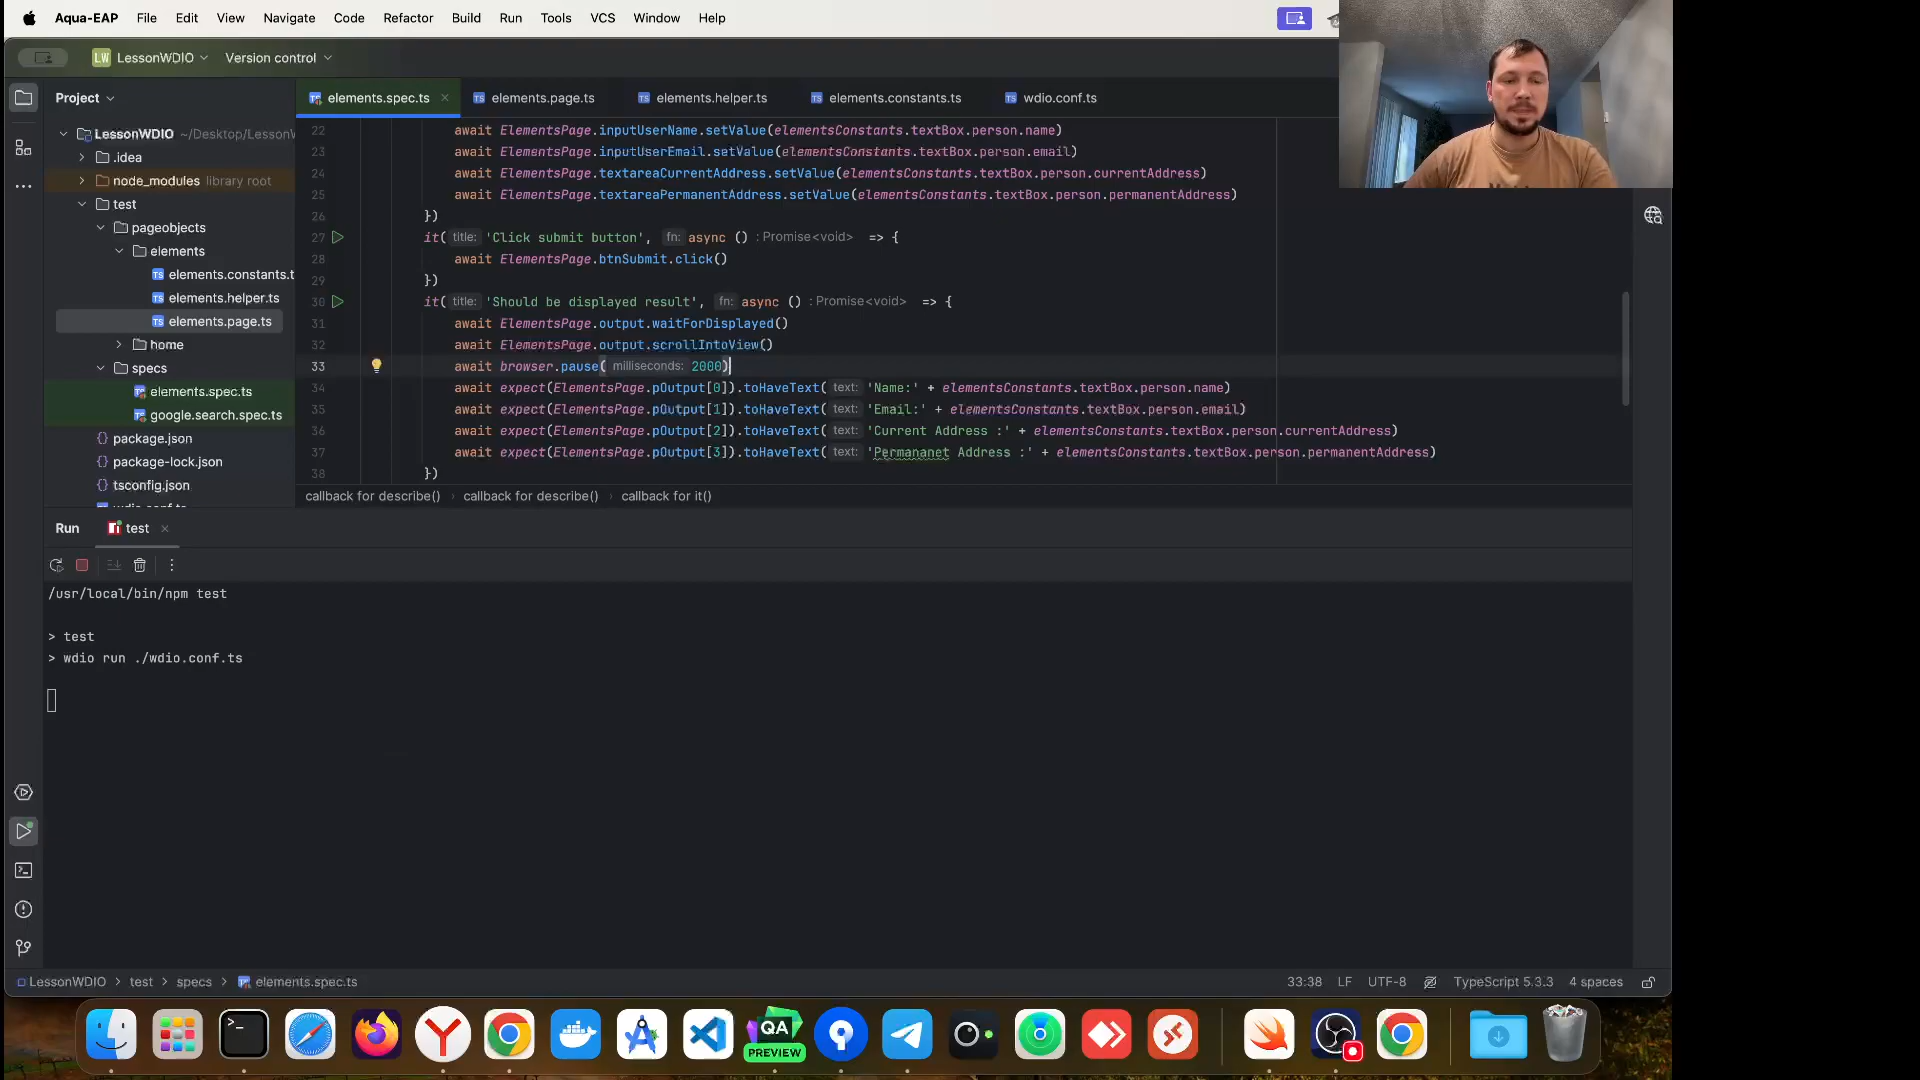 Aqua-EAP File Edit View Navigate Code Refactor Build Run Tools VCS Window Help
LW LessonWDIO Version control
Project
elements.spec.ts elements.page.ts elements.helper.ts elements.constants.ts wdio.conf.ts
LessonWDIO ~/Desktop/LessonW
.idea
node_modules library root
test
pageobjects
elements
elements.constants.t
elements.helper.ts
elements.page.ts
home
specs
elements.spec.ts
google.search.spec.ts
package.json
package-lock.json
tsconfig.json
wdio.conf.ts
22 await ElementsPage.inputUserName.setValue(elementsConstants.textBox.person.name)
23 await ElementsPage.inputUserEmail.setValue(elementsConstants.textBox.person.email)
24 await ElementsPage.textareaCurrentAddress.setValue(elementsConstants.textBox.person.currentAddress)
25 await ElementsPage.textareaPermanentAddress.setValue(elementsConstants.textBox.person.permanentAddress)
26 })
27 it( title: 'Click submit button', fn: async () : Promise<void> => {
28 await ElementsPage.btnSubmit.click()
29 })
30 it( title: 'Should be displayed result', fn: async () : Promise<void> => {
31 await ElementsPage.output.waitForDisplayed()
32 await ElementsPage.output.scrollIntoView()
33 await browser.pause( milliseconds: 2000)
34 await expect(ElementsPage.pOutput[0]).toHaveText( text: 'Name:' + elementsConstants.textBox.person.name)
35 await expect(ElementsPage.pOutput[1]).toHaveText( text: 'Email:' + elementsConstants.textBox.person.email)
36 await expect(ElementsPage.pOutput[2]).toHaveText( text: 'Current Address :' + elementsConstants.textBox.person.currentAddress)
37 await expect(ElementsPage.pOutput[3]).toHaveText( text: 'Permananet Address :' + elementsConstants.textBox.person.permanentAddress)
38 })
callback for describe() › callback for describe() › callback for it()
Run test
/usr/local/bin/npm test
> test
> wdio run ./wdio.conf.ts
LessonWDIO › test › specs › elements.spec.ts
33:38 LF UTF-8 TypeScript 5.3.3 4 spaces
QA
PREVIEW